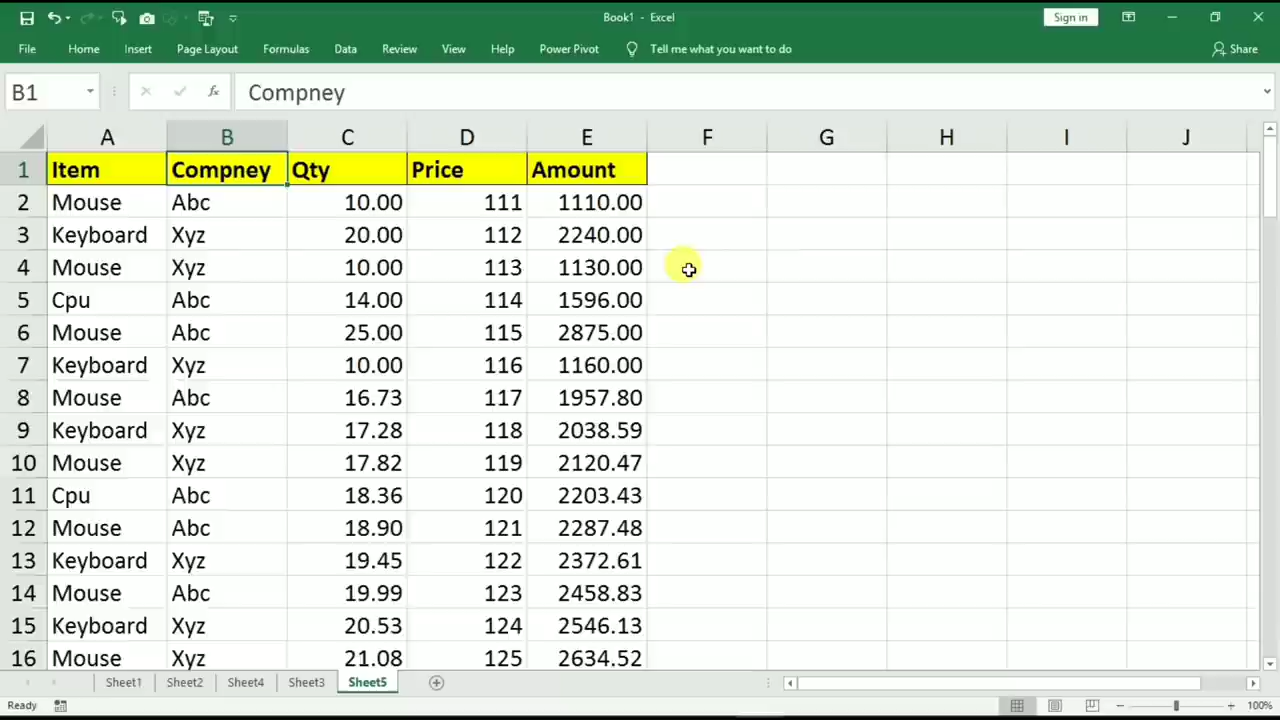 Book1 - Excel
Sign in
File Home Insert Page Layout Formulas Data Review View Help Power Pivot Tell me what you want to do Share
B1 fx Compney
A B C D E F G H I J
1 Item Compney Qty Price Amount
2 Mouse Abc 10.00 111 1110.00
3 Keyboard Xyz 20.00 112 2240.00
4 Mouse Xyz 10.00 113 1130.00
5 Cpu Abc 14.00 114 1596.00
6 Mouse Abc 25.00 115 2875.00
7 Keyboard Xyz 10.00 116 1160.00
8 Mouse Abc 16.73 117 1957.80
9 Keyboard Xyz 17.28 118 2038.59
10 Mouse Xyz 17.82 119 2120.47
11 Cpu Abc 18.36 120 2203.43
12 Mouse Abc 18.90 121 2287.48
13 Keyboard Xyz 19.45 122 2372.61
14 Mouse Abc 19.99 123 2458.83
15 Keyboard Xyz 20.53 124 2546.13
16 Mouse Xyz 21.08 125 2634.52
Sheet1 Sheet2 Sheet4 Sheet3 Sheet5
Ready 100%